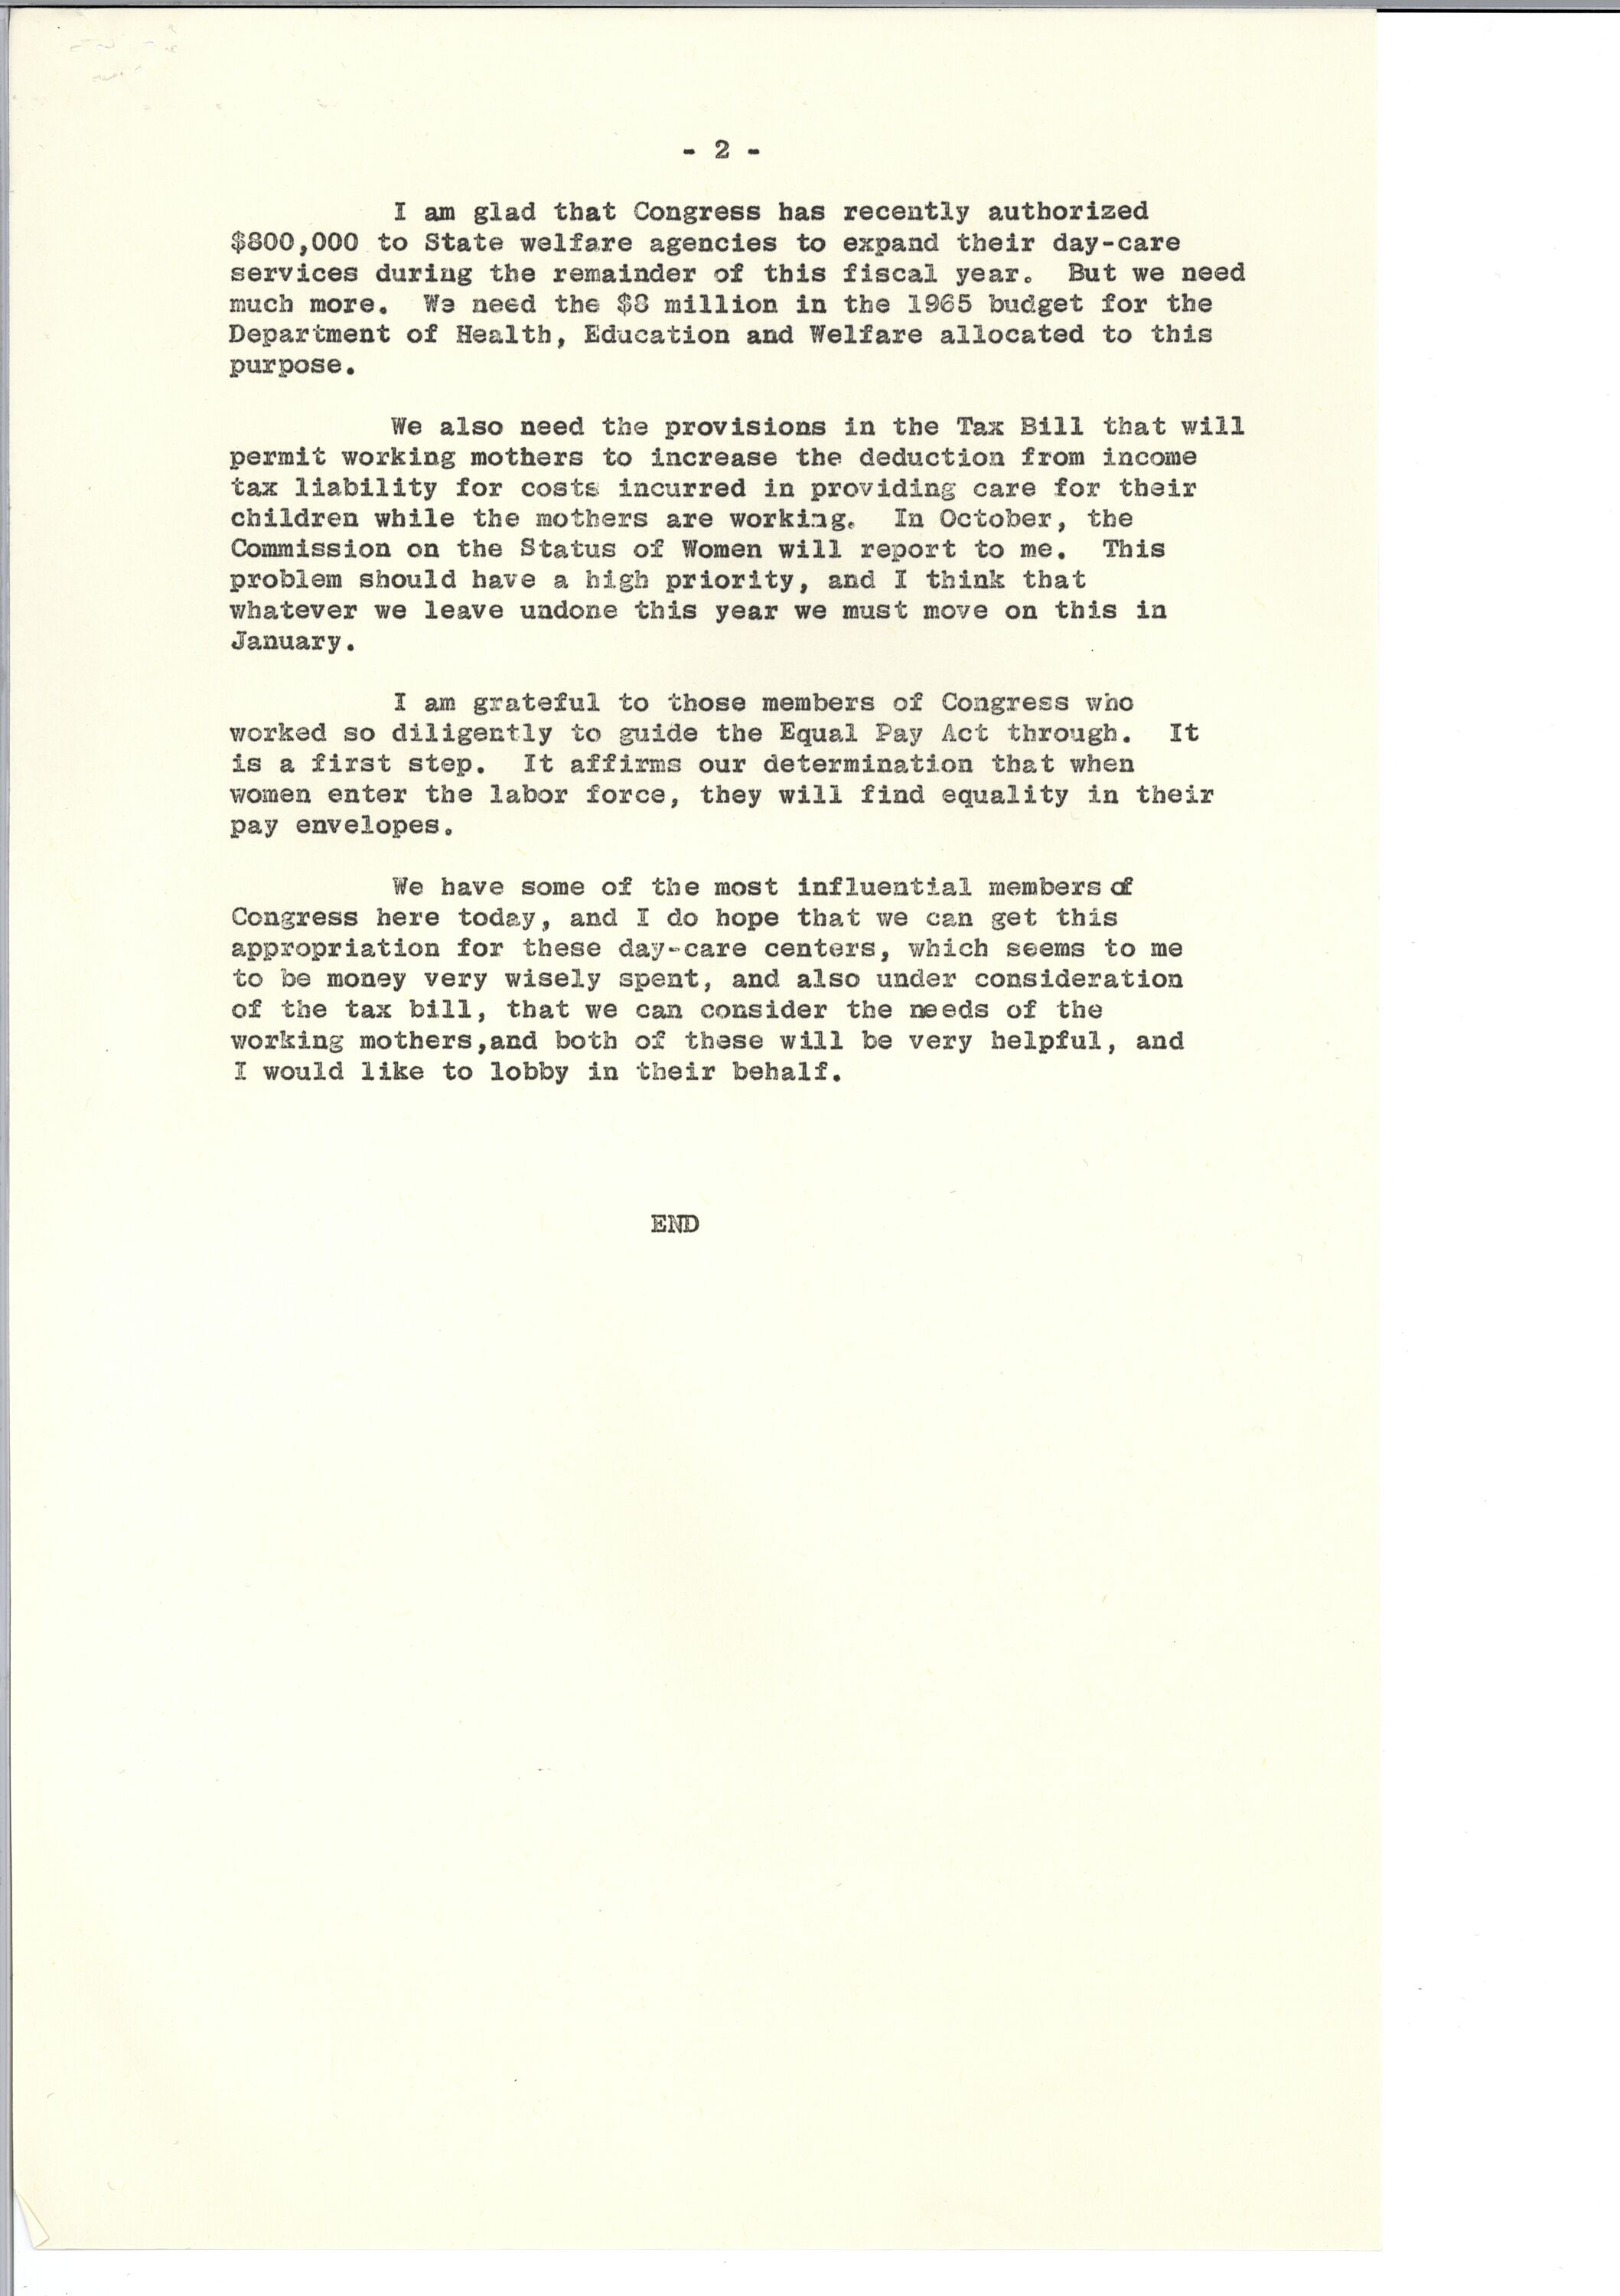 - 2 -
I am glad that Congress has recently authorized
$800,000 to State welfare agencies to expand their day-care
services during the remainder of this fiscal year. But we need
much more. We need the $8 million in the 1965 budget for the
Department of Health, Education and Welfare allocated to this
purpose.
We also need the provisions in the Tax Bill that will
permit working mothers to increase the deduction from income
tax liability for costs incurred in providing care for their
children while the mothers are working. In October, the
Commission on the Status of Women will report to me. This
problem should have a high priority, and I think that
whatever we leave undone this year we must move on this in
January.
I am grateful to those members of Congress who
worked so diligently to guide the Equal Pay Act through. It
is a first step. It affirms our determination that when
women enter the labor force, they will find equality in their
pay envelopes.
We have some of the most influential members of
Congress here today, and I do hope that we can get this
appropriation for these day-care centers, which seems to me
to be money very wisely spent, and also under consideration
of the tax bill, that we can consider the needs of the
working mothers,and both of these will be very helpful, and
I would like to lobby in their behalf.
END